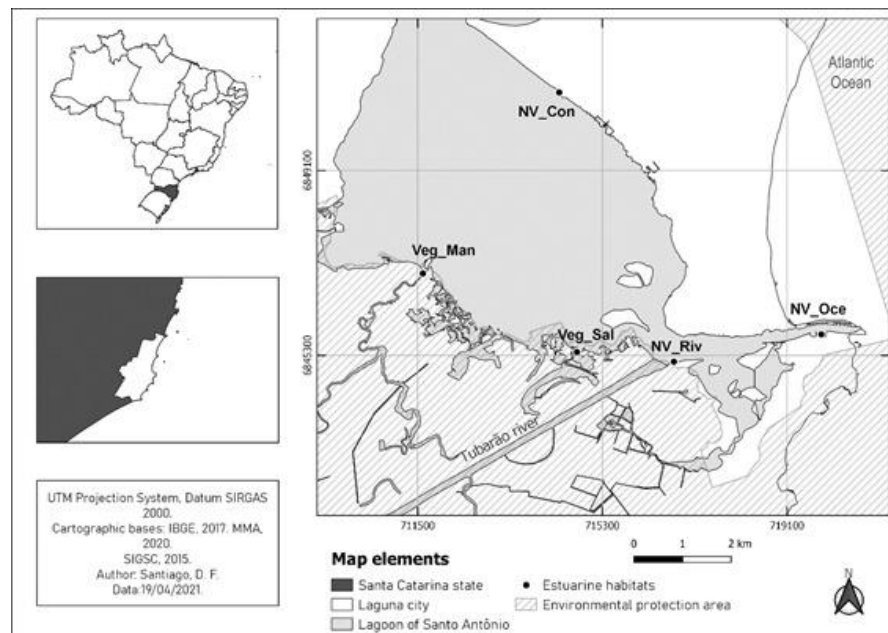 Atlantic
Ocean
NV_Con
6849100
Veg_Man
NV_Oce
Veg_Sal
NV_Riv
6845300
Tubarão river
711500
715300
719100
UTM Projection System, Datum SIRGAS
2000.
Cartographic bases: IBGE, 2017. MMA,
2020.
SIGSC, 2015.
Author: Santiago, D. F.
Data:19/04/2021.
0 1 2 km
Map elements
Santa Catarina state
Estuarine habitats
Laguna city
Environmental protection area
Lagoon of Santo Antônio
N